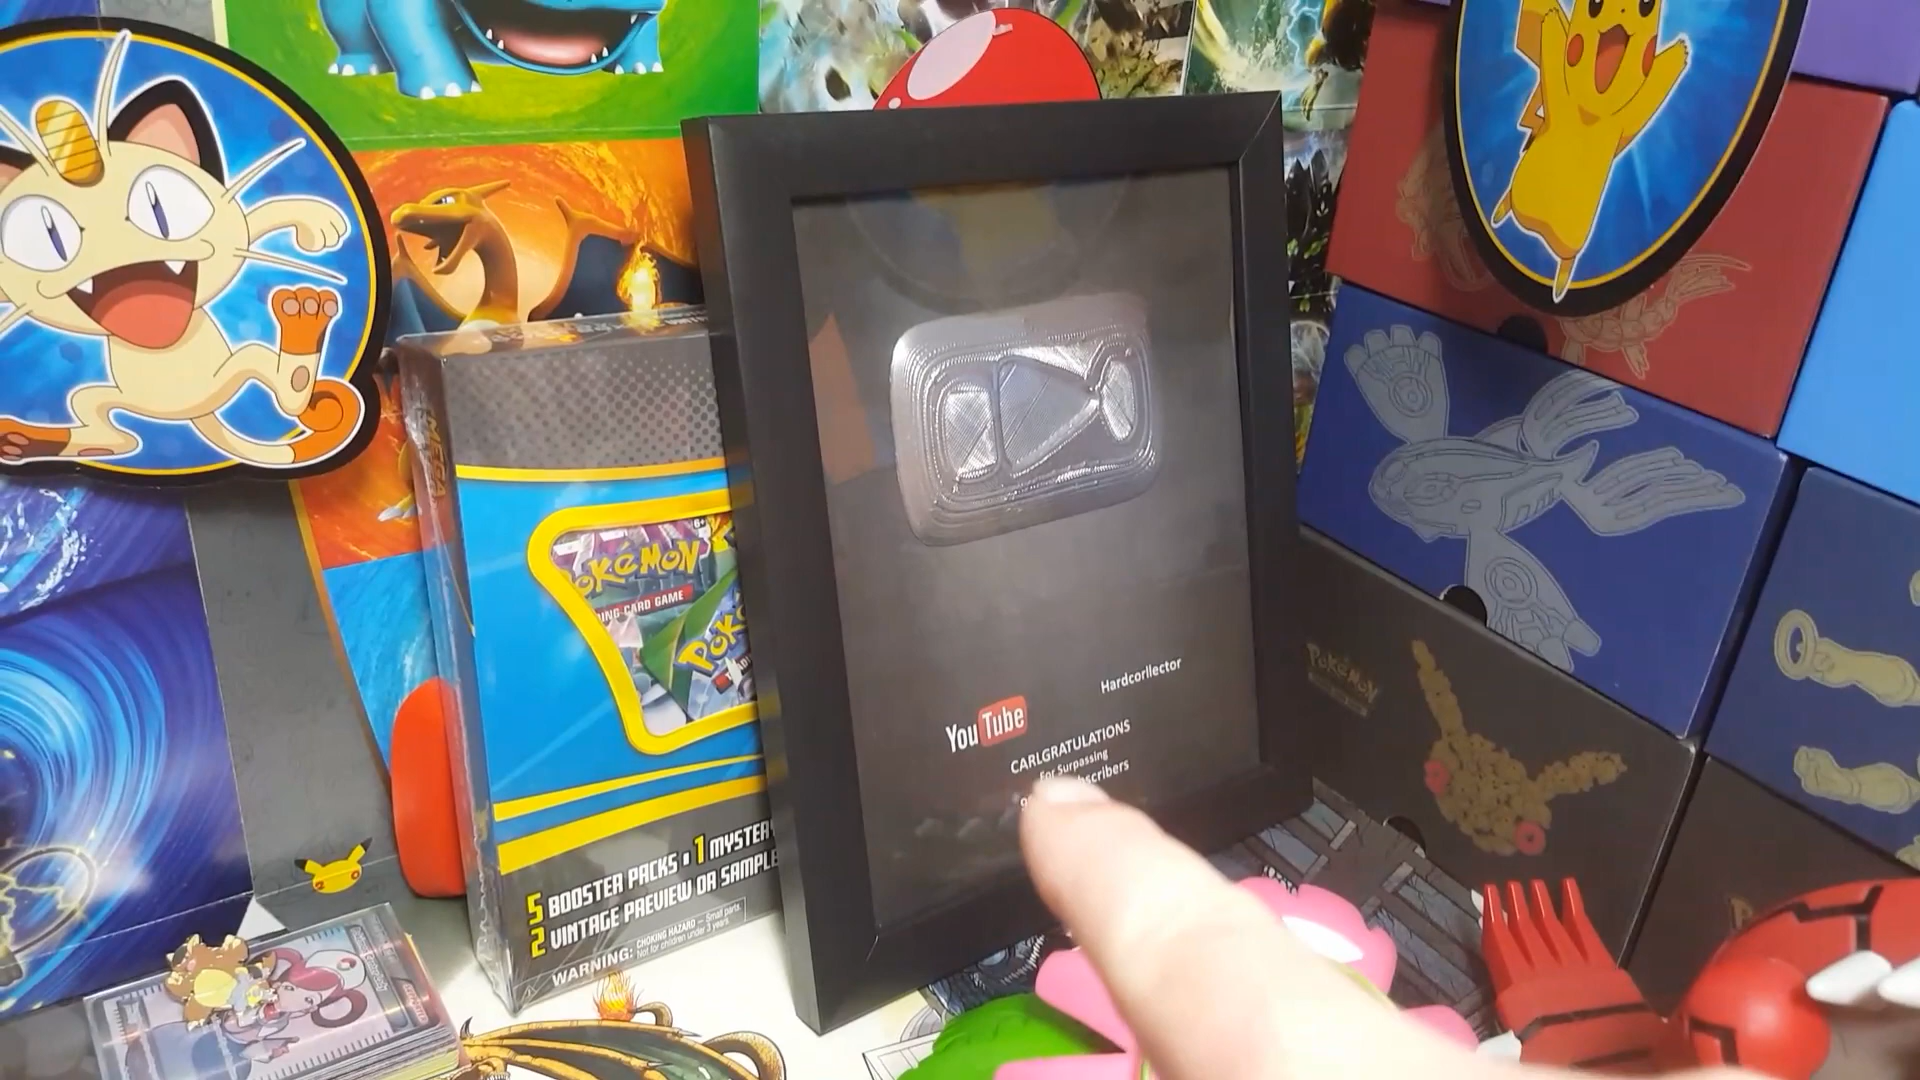 POKÉMON
TRADING CARD GAME
POKÉ
5 BOOSTER PACKS • 1 MYSTERY
2 VINTAGE PREVIEW OR SAMPLE
WARNING: CHOKING HAZARD — Small parts.
Not for children under 3 years.
Hardcorllector
YouTube
CARLGRATULATIONS
For Surpassing
POKÉMON